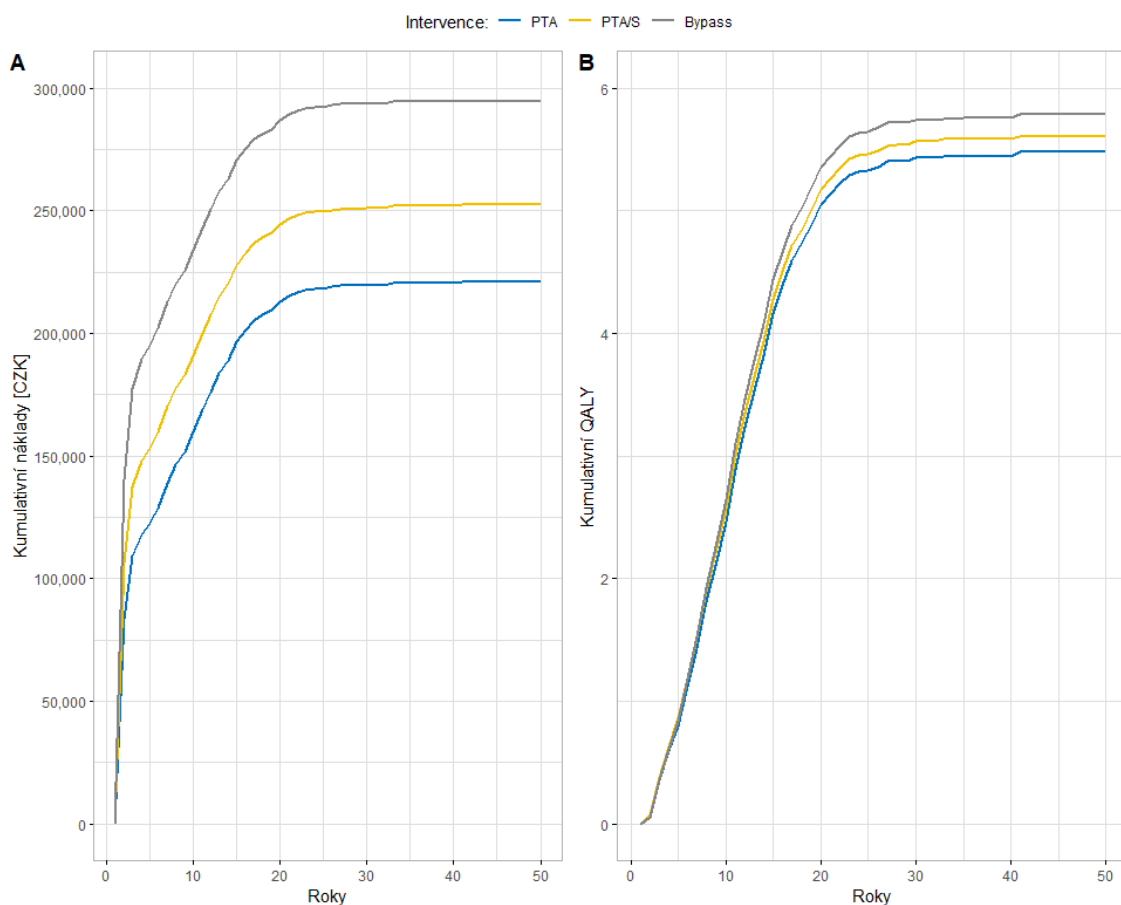 Intervence: PTA PTA/S Bypass
A
B
Kumulativní náklady [CZK]
300,000
250,000
200,000
150,000
100,000
50,000
0
0 10 20 30 40 50
Roky
Kumulativní QALY
6
4
2
0
0 10 20 30 40 50
Roky